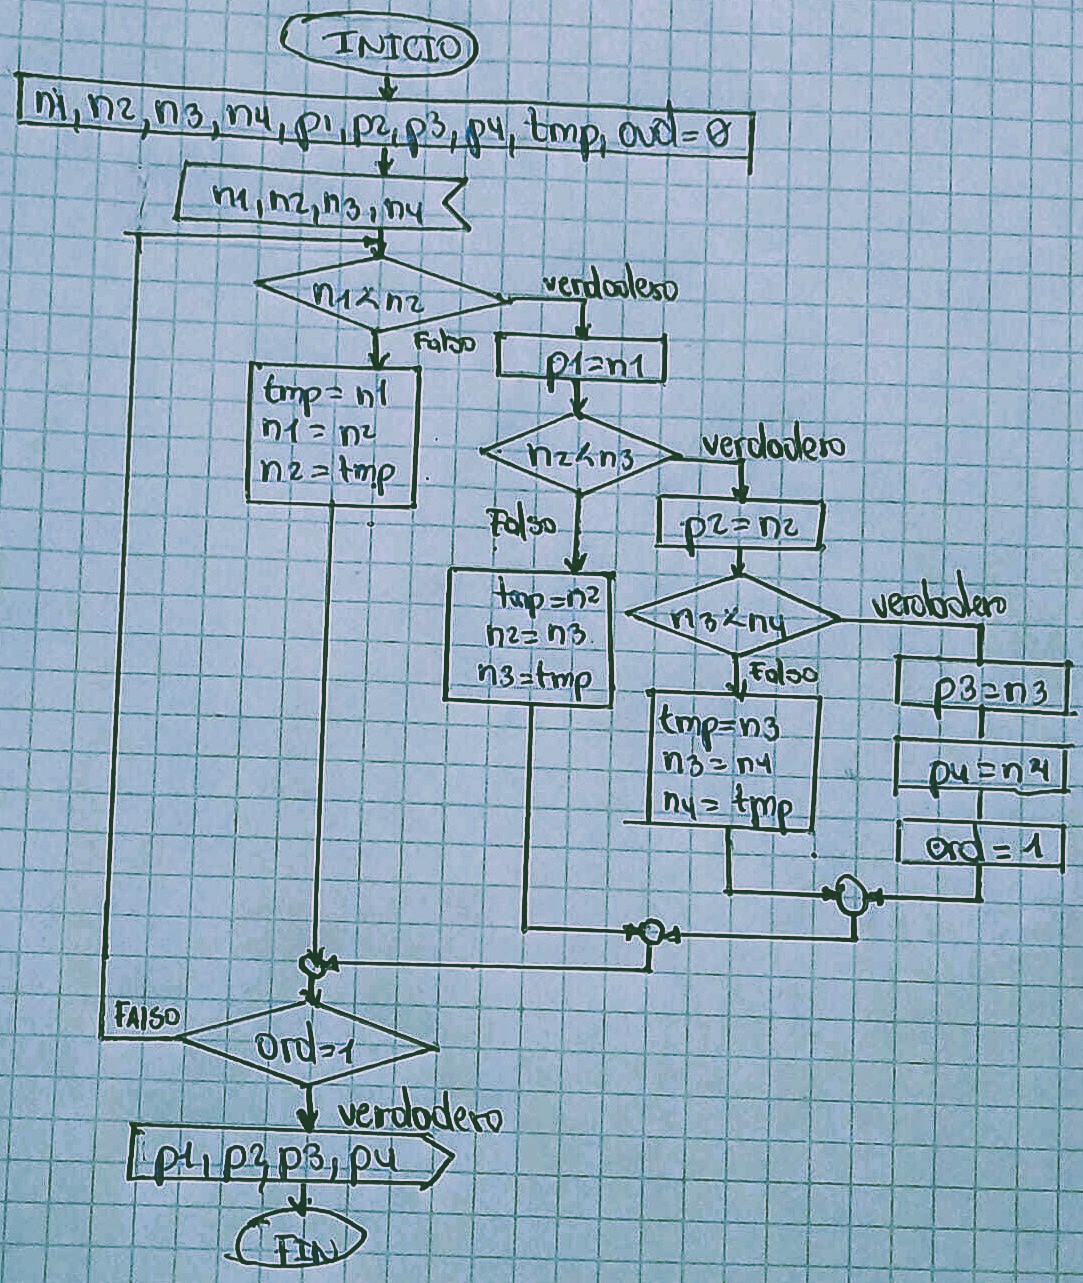 INICIO
n1, n2, n3, n4, p1, p2, p3, p4, tmp, ord=0
n1, n2, n3, n4
n1<n2
verdadero
Falso
p1=n1
tmp= n1
n1 = n2
n2 = tmp
n2<n3
verdadero
Falso
p2=n2
tmp=n2
n2= n3
n3=tmp
n3<n4
verdadero
Falso
p3=n3
tmp=n3
n3=n4
n4= tmp
p4=n4
ord=1
FAlSO
ord=1
verdadero
p1, p2, p3, p4
FIN